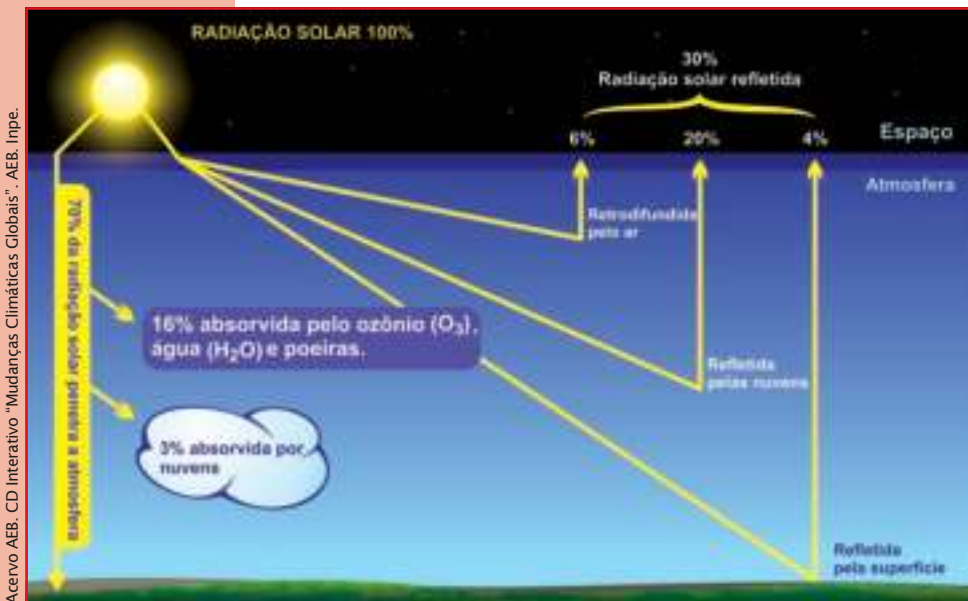 RADIAÇÃO SOLAR 100%
30%
Radiação solar refletida
6%
20%
4%
Espaço
Atmosfera
Retrodifundida
pelo ar
70% da radiação solar penetra a atmosfera
16% absorvida pelo ozônio (O₃),
água (H₂O) e poeiras.
Refletida
pelas nuvens
3% absorvida por
nuvens
Refletida
pela superfície
Acervo AEB. CD Interativo "Mudanças Climáticas Globais". AEB. Inpe.